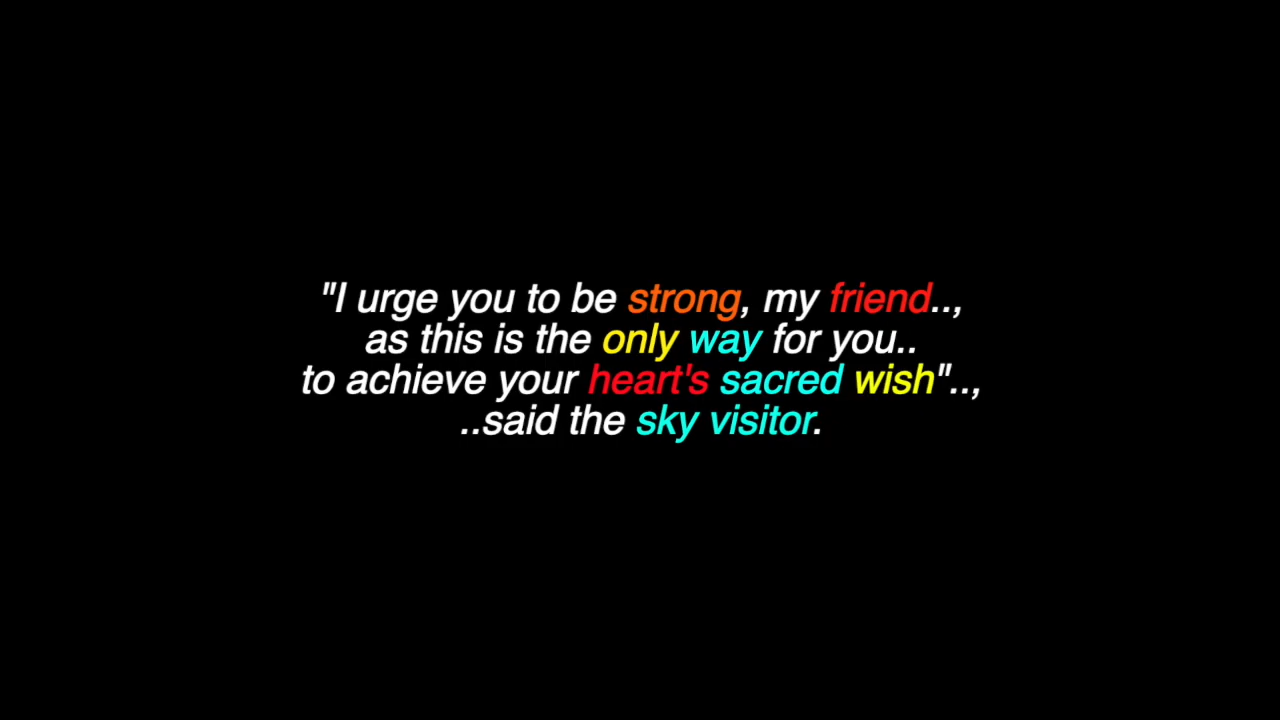 "I urge you to be strong, my friend..,
as this is the only way for you..
to achieve your heart's sacred wish"..,
..said the sky visitor.